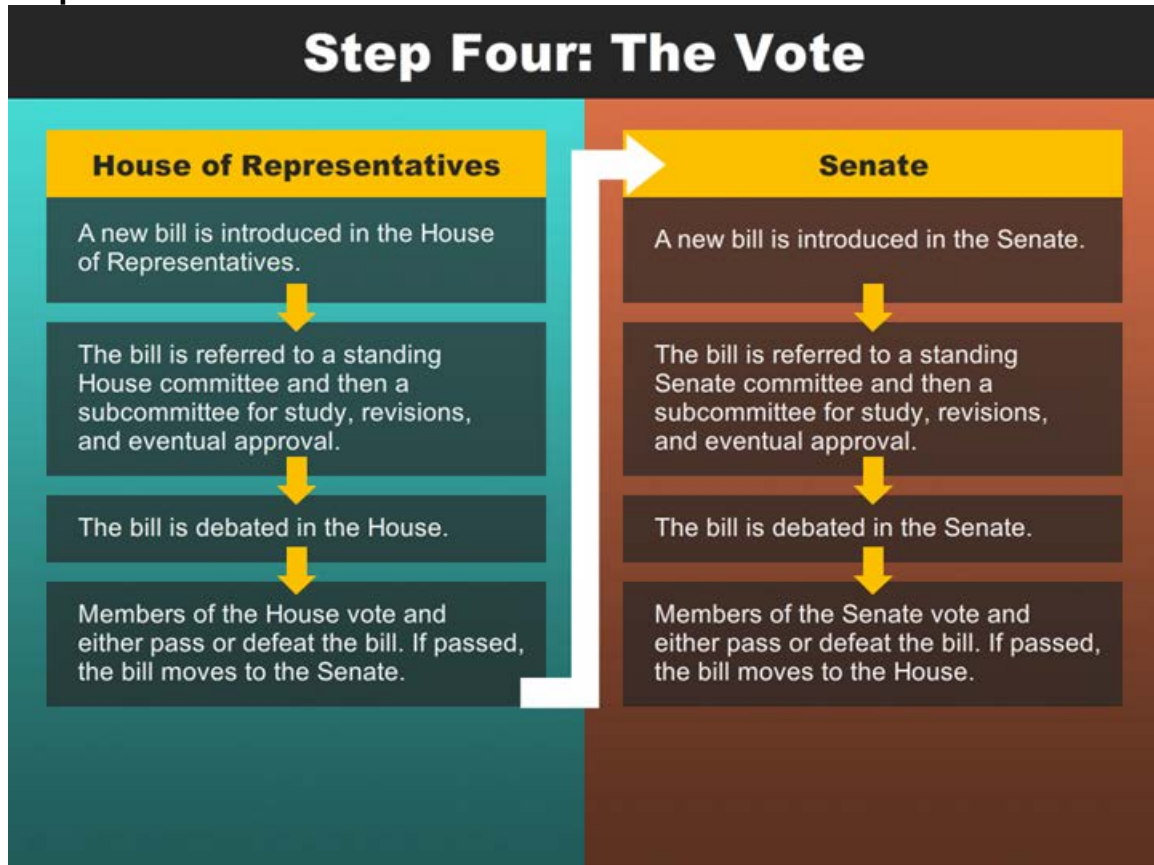 Step Four: The Vote
House of Representatives
A new bill is introduced in the House
of Representatives.
The bill is referred to a standing
House committee and then a
subcommittee for study, revisions,
and eventual approval.
The bill is debated in the House.
Members of the House vote and
either pass or defeat the bill. If passed,
the bill moves to the Senate.
Senate
A new bill is introduced in the Senate.
The bill is referred to a standing
Senate committee and then a
subcommittee for study, revisions,
and eventual approval.
The bill is debated in the Senate.
Members of the Senate vote and
either pass or defeat the bill. If passed,
the bill moves to the House.